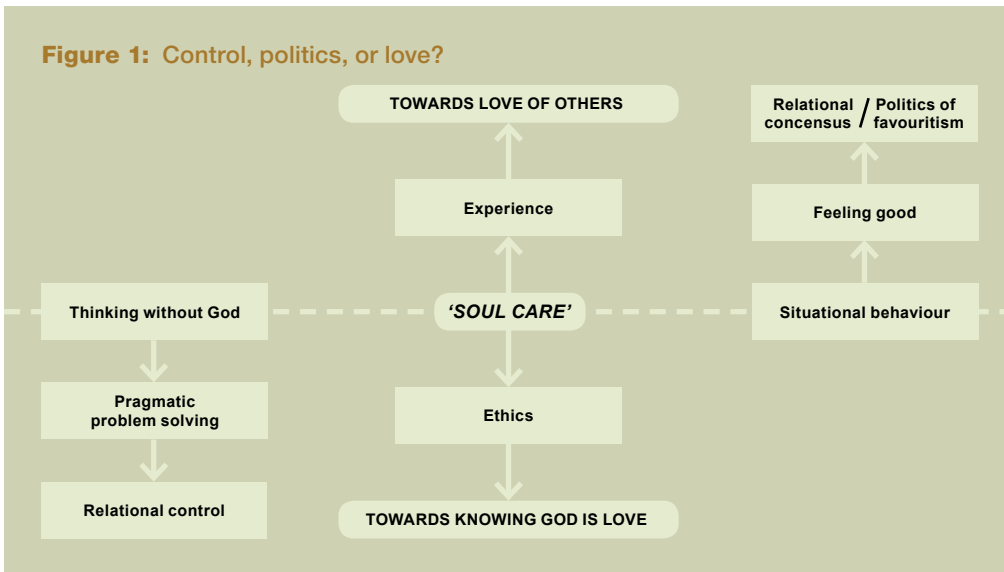 Figure 1: Control, politics, or love?
TOWARDS LOVE OF OTHERS
Relational / Politics of
concensus / favouritism
Experience
Feeling good
Thinking without God
'SOUL CARE'
Situational behaviour
Pragmatic
problem solving
Ethics
Relational control
TOWARDS KNOWING GOD IS LOVE